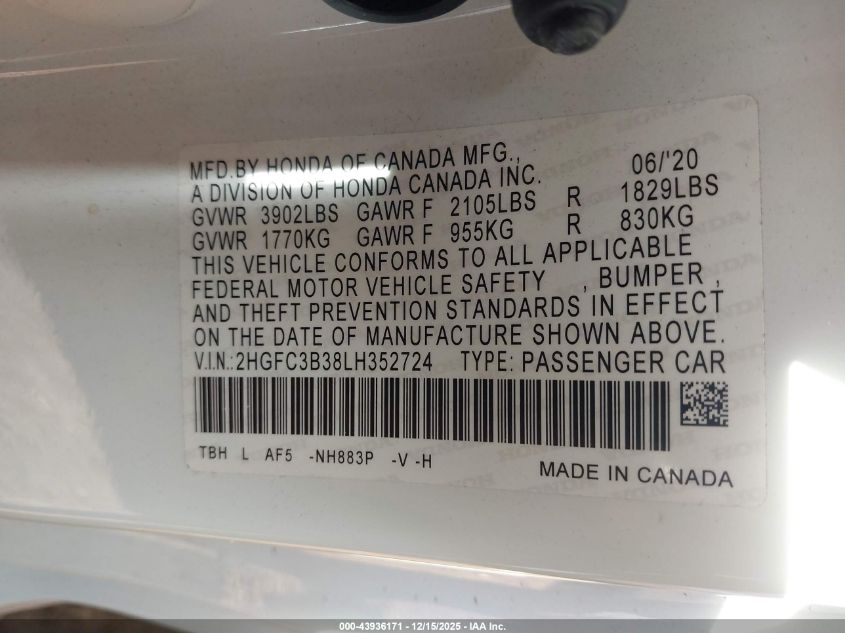 MFD.BY HONDA OF CANADA MFG., 06/'20
A DIVISION OF HONDA CANADA INC.
GVWR 3902LBS GAWR F 2105LBS R 1829LBS
GVWR 1770KG GAWR F 955KG R 830KG
THIS VEHICLE CONFORMS TO ALL APPLICABLE
FEDERAL MOTOR VEHICLE SAFETY , BUMPER ,
AND THEFT PREVENTION STANDARDS IN EFFECT
ON THE DATE OF MANUFACTURE SHOWN ABOVE.
V.I.N.:2HGFC3B38LH352724 TYPE: PASSENGER CAR
TBH L AF5 -NH883P -V -H
MADE IN CANADA
000-43936171 - 12/15/2025 - IAA Inc.